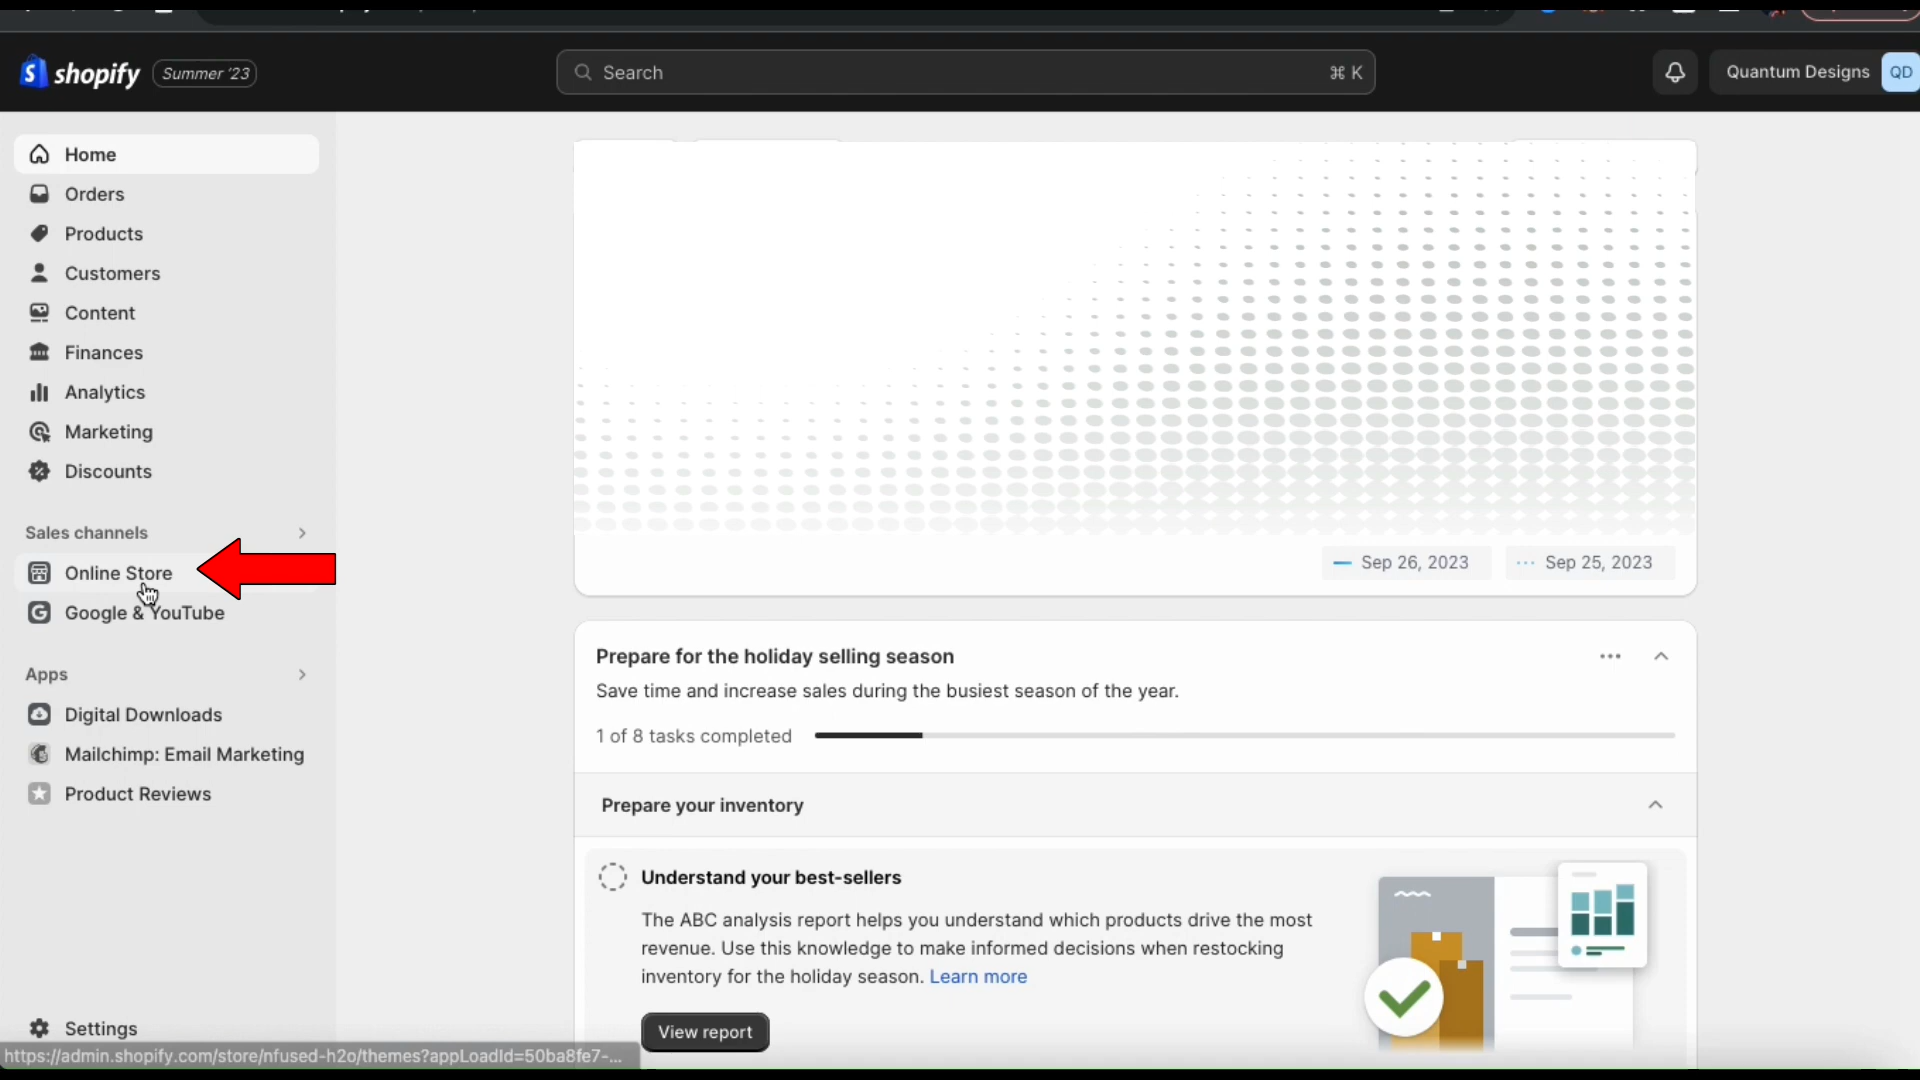 shopify Summer '23
Search ⌘ K
Quantum Designs QD
Home
Orders
Products
Customers
Content
Finances
Analytics
Marketing
Discounts
Sales channels
Online Store
Google & YouTube
Apps
Digital Downloads
Mailchimp: Email Marketing
Product Reviews
Settings
https://admin.shopify.com/store/nfused-h2o/themes?appLoadId=50ba8fe7-...
Sep 26, 2023 Sep 25, 2023
Prepare for the holiday selling season
Save time and increase sales during the busiest season of the year.
1 of 8 tasks completed
Prepare your inventory
Understand your best-sellers
The ABC analysis report helps you understand which products drive the most
revenue. Use this knowledge to make informed decisions when restocking
inventory for the holiday season. Learn more
View report